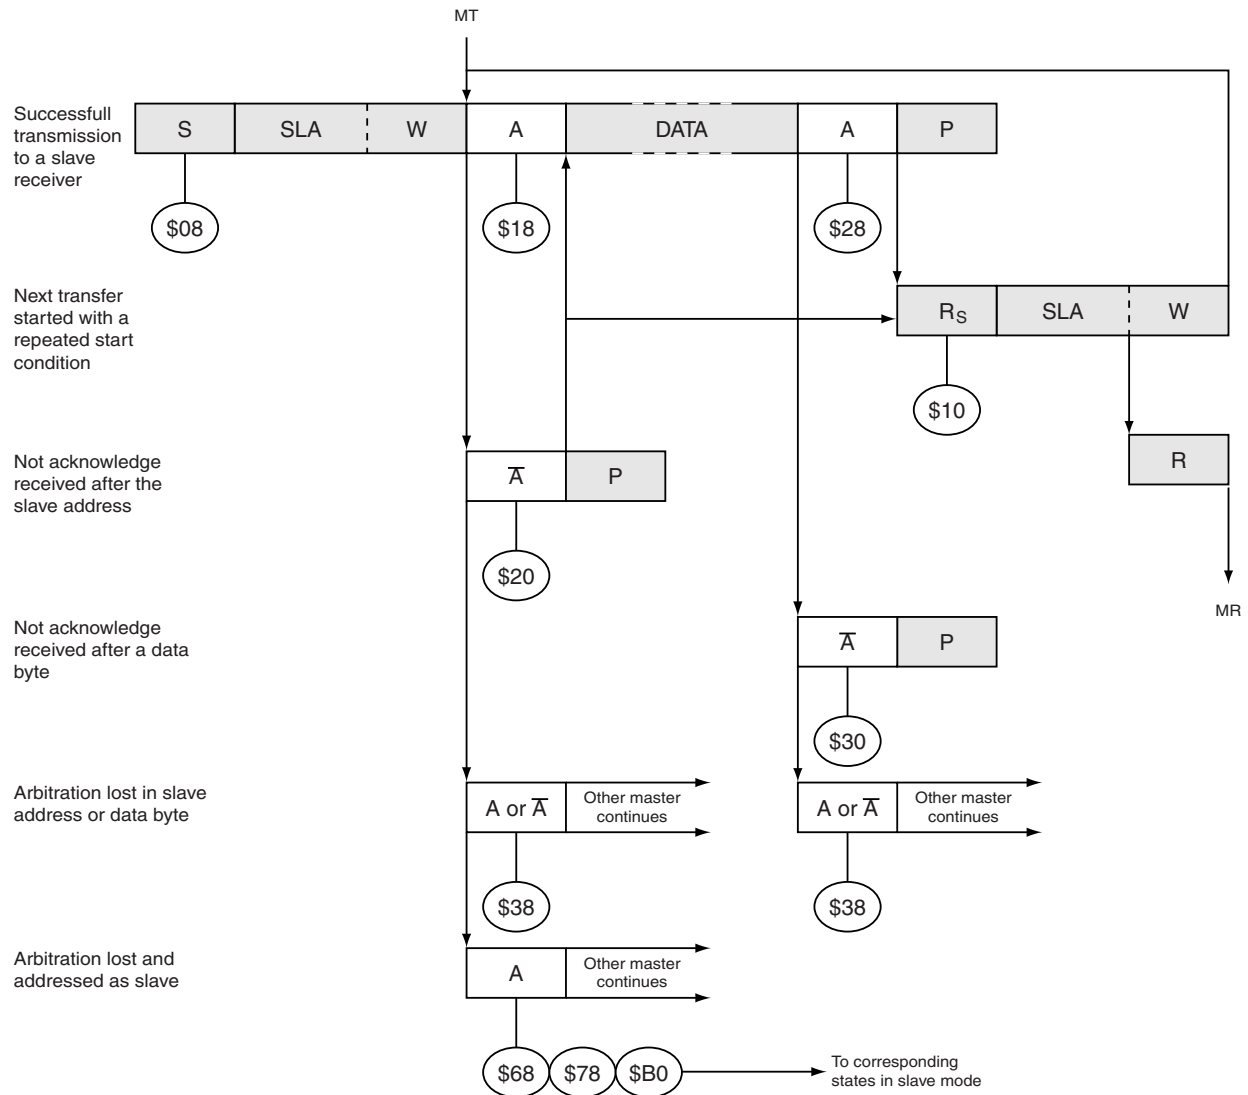 MT
Successfull
transmission
to a slave
receiver
S SLA W A DATA A P
$08 $18 $28
Next transfer
started with a
repeated start
condition
RS SLA W
$10
Not acknowledge
received after the
slave address
A̅ P
R
$20
MR
Not acknowledge
received after a data
byte
A̅ P
$30
Arbitration lost in slave
address or data byte
A or A̅ Other master
continues
A or A̅ Other master
continues
$38 $38
Arbitration lost and
addressed as slave
A Other master
continues
$68 $78 $B0
To corresponding
states in slave mode